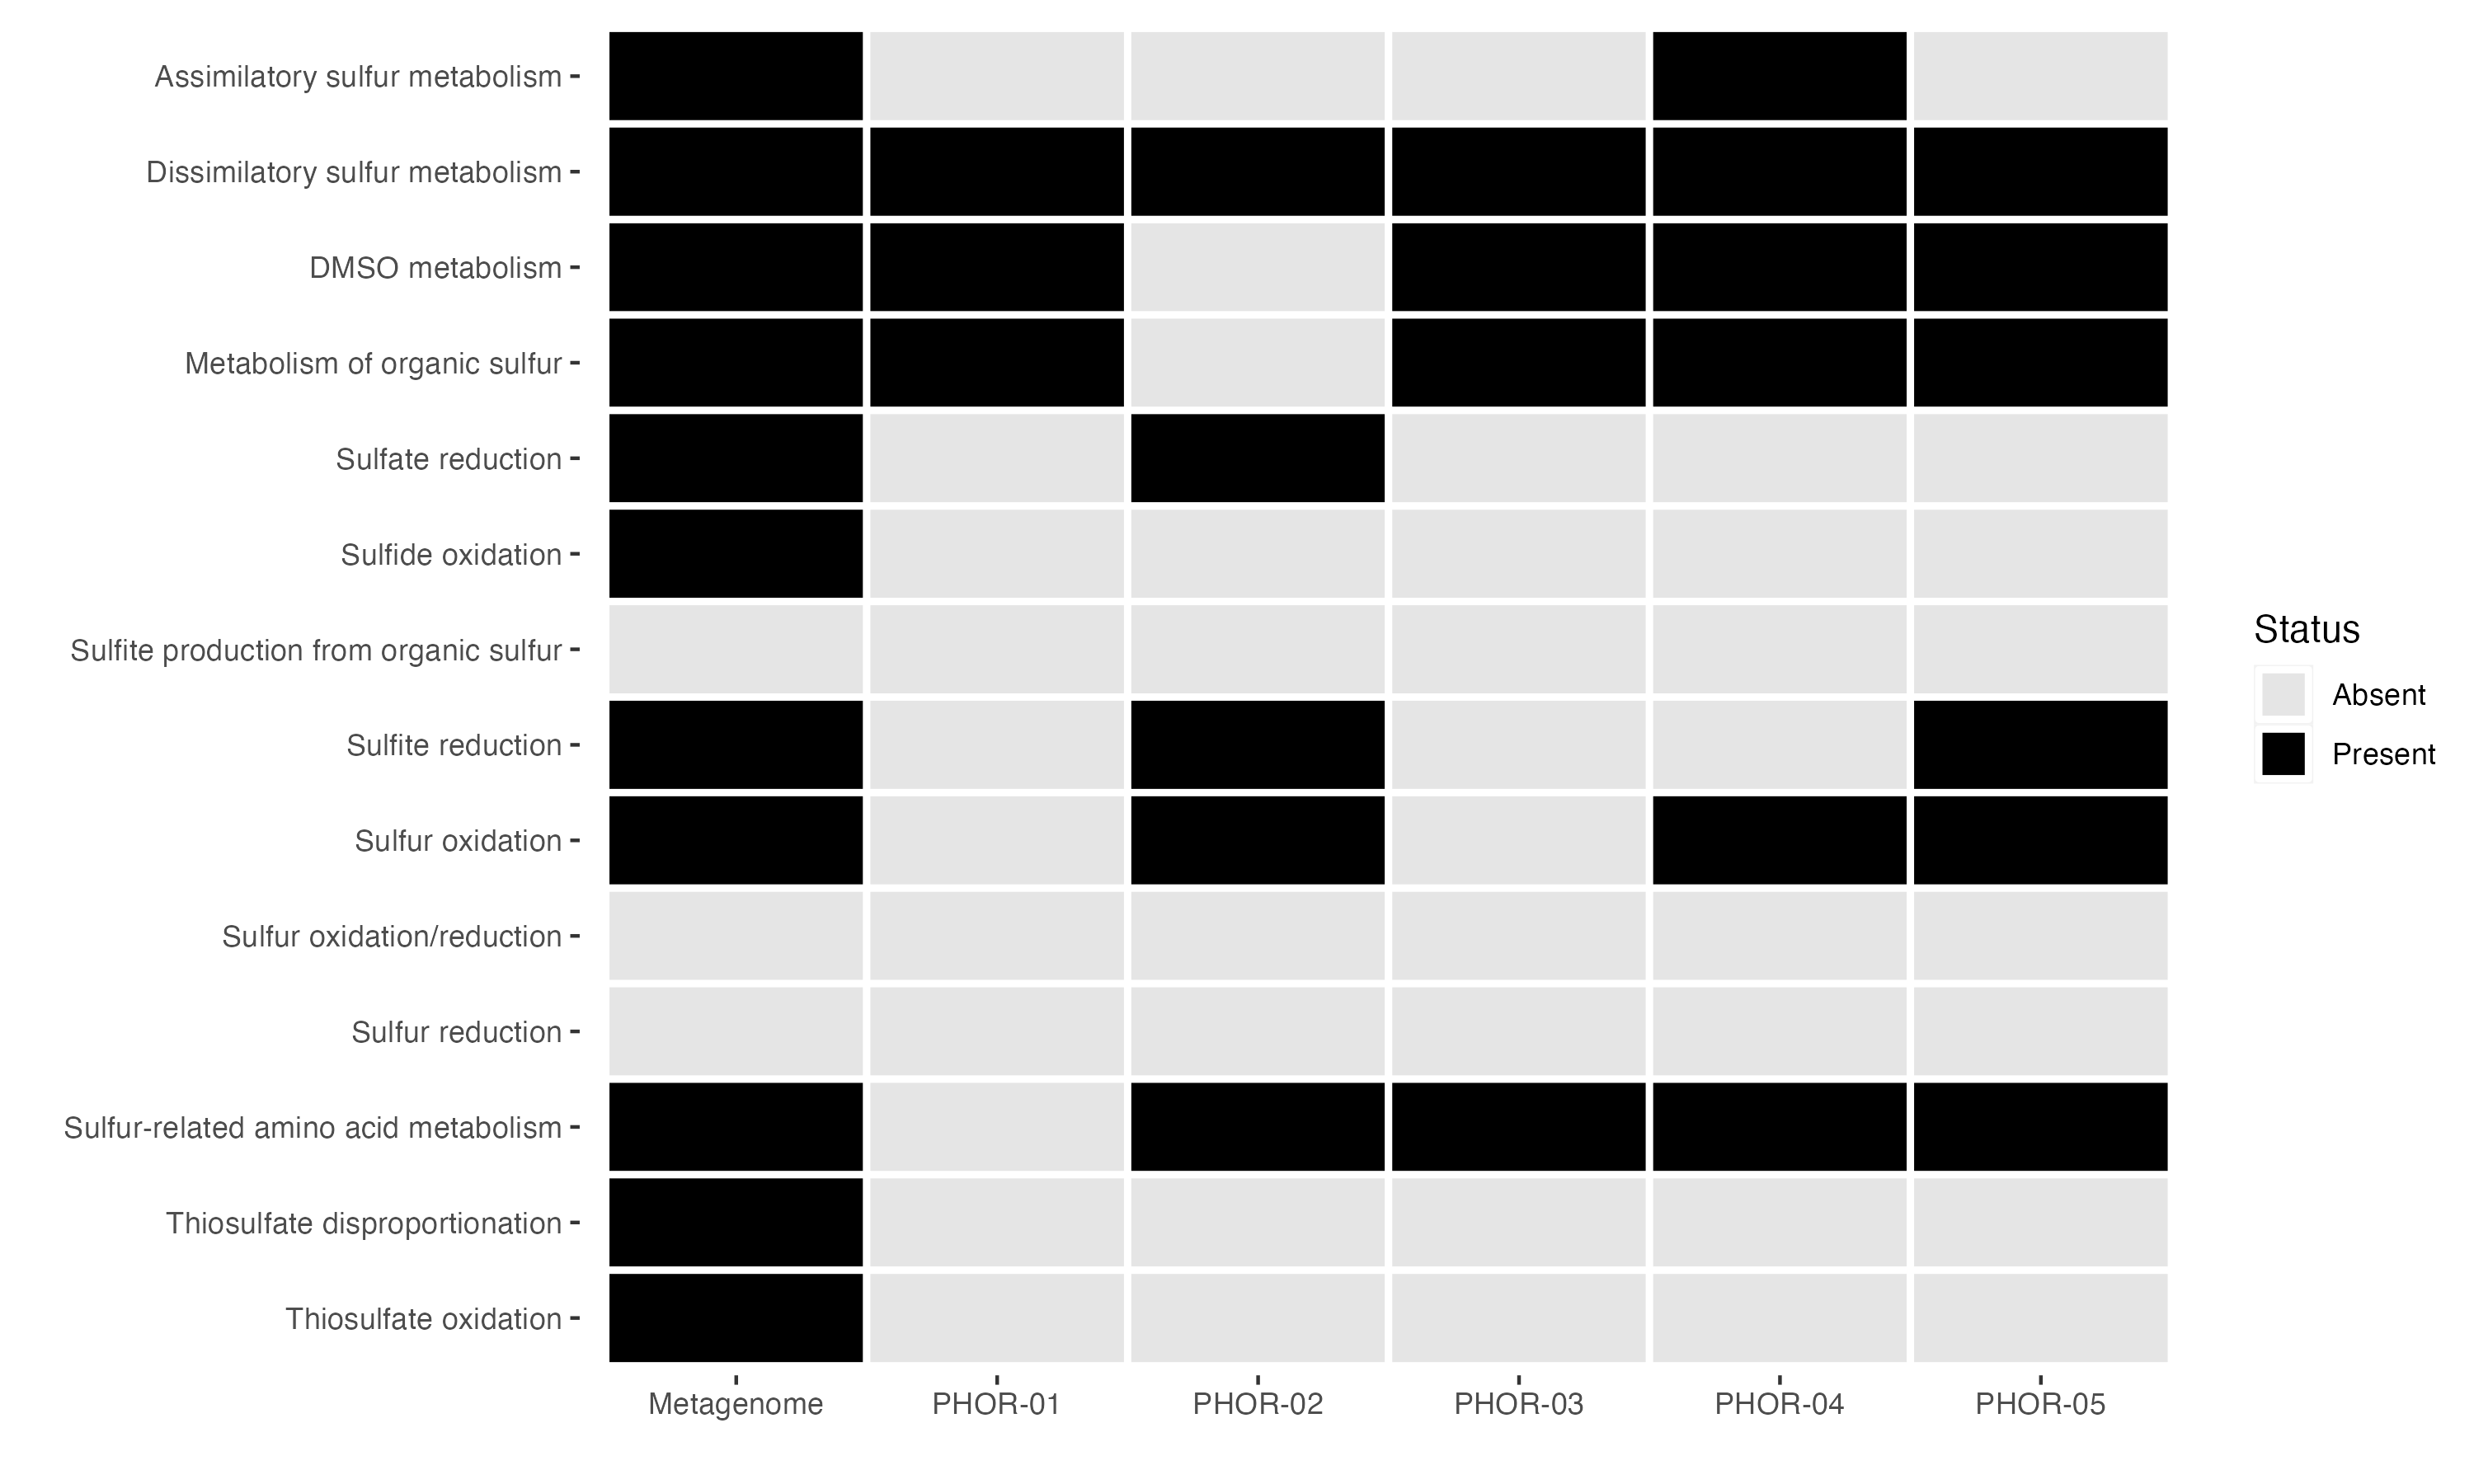 Assimilatory sulfur metabolism
Dissimilatory sulfur metabolism
DMSO metabolism
Metabolism of organic sulfur
Sulfate reduction
Sulfide oxidation
Sulfite production from organic sulfur
Sulfite reduction
Sulfur oxidation
Sulfur oxidation/reduction
Sulfur reduction
Sulfur-related amino acid metabolism
Thiosulfate disproportionation
Thiosulfate oxidation
Metagenome
PHOR-01
PHOR-02
PHOR-03
PHOR-04
PHOR-05
Status
Absent
Present